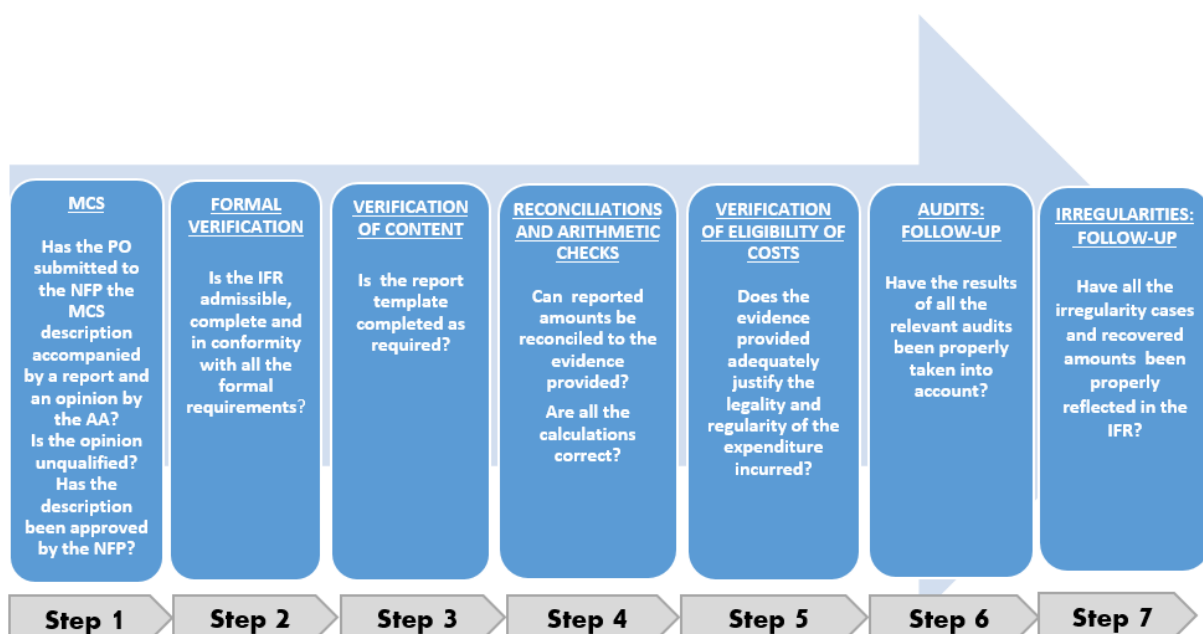 MCS
Has the PO
submitted to
the NFP the
MCS
description
accompanied
by a report and
an opinion by
the AA?
Is the opinion
unqualified?
Has the
description
been approved
by the NFP?
FORMAL
VERIFICATION
Is the IFR
admissible,
complete and
in conformity
with all the
formal
requirements?
VERIFICATION
OF CONTENT
Is the report
template
completed as
required?
RECONCILIATIONS
AND ARITHMETIC
CHECKS
Can reported
amounts be
reconciled to the
evidence
provided?
Are all the
calculations
correct?
VERIFICATION
OF ELIGIBILITY OF
COSTS
Does the
evidence
provided
adequately
justify the
legality and
regularity of the
expenditure
incurred?
AUDITS:
FOLLOW-UP
Have the results
of all the
relevant audits
been properly
taken into
account?
IRREGULARITIES:
FOLLOW-UP
Have all the
irregularity cases
and recovered
amounts been
properly
reflected in the
IFR?
Step 1
Step 2
Step 3
Step 4
Step 5
Step 6
Step 7